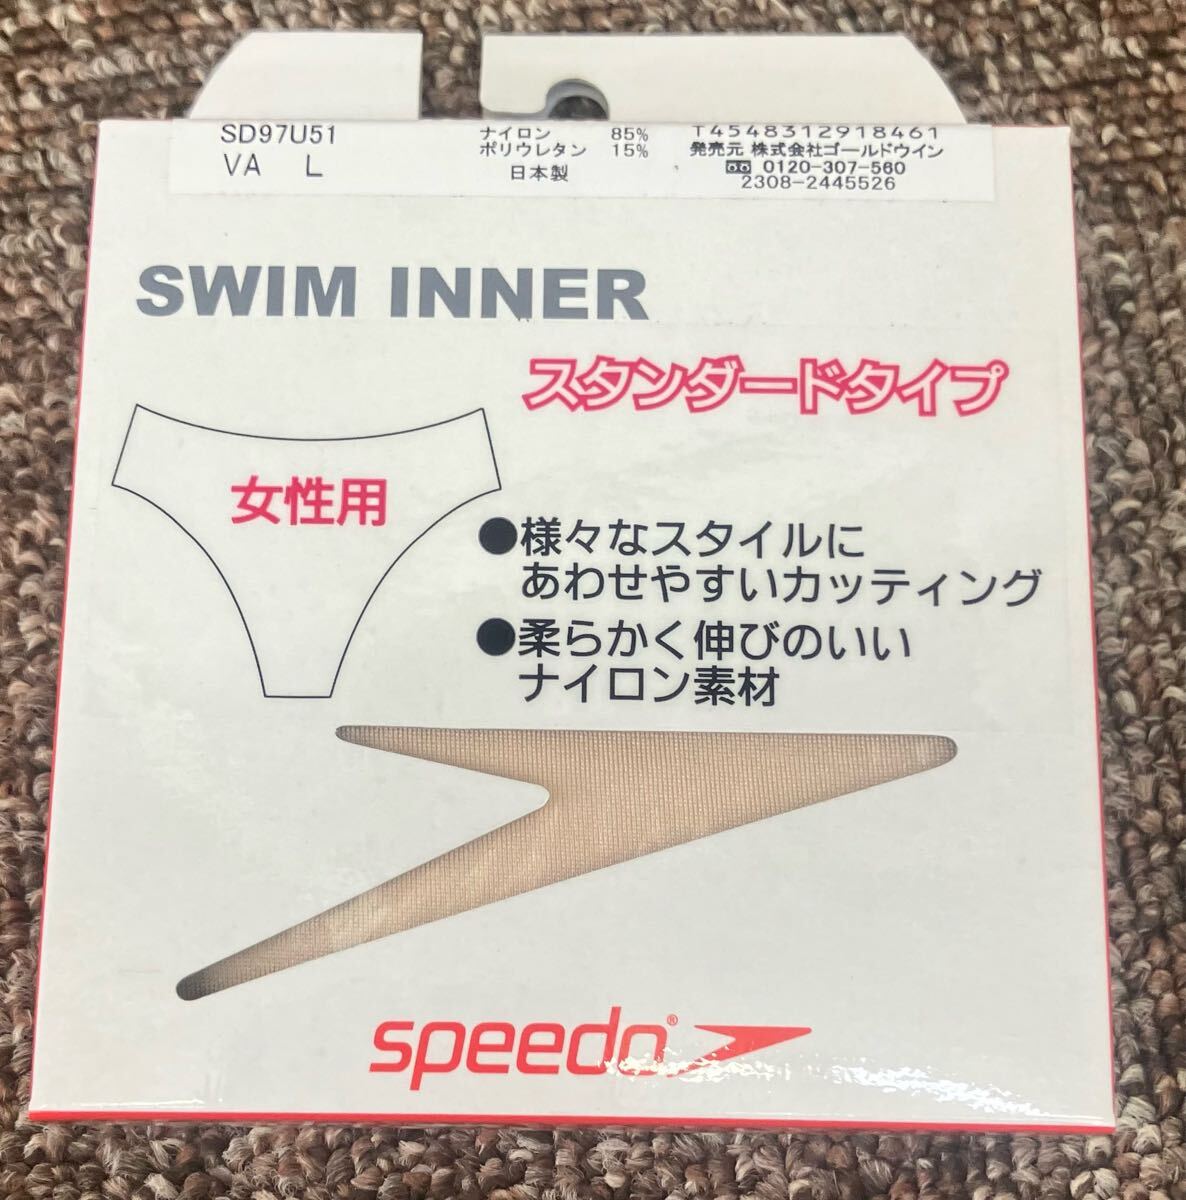 SD97U51
VA L
ナイロン 85%
ポリウレタン 15%
日本製
T4548312918461
発売元 株式会社ゴールドウイン
0120-307-560
2308-2445526
SWIM INNER
スタンダードタイプ
女性用
●様々なスタイルに
あわせやすいカッティング
●柔らかく伸びのいい
ナイロン素材
speedo®